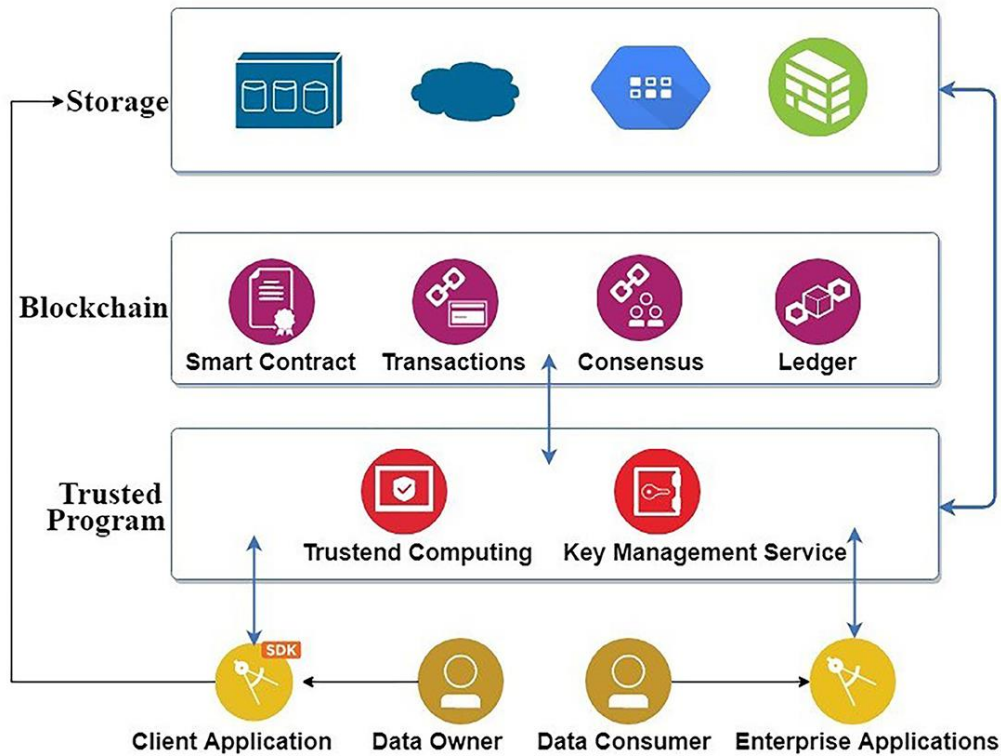 Storage
Blockchain
Smart Contract
Transactions
Consensus
Ledger
Trusted
Program
Trustend Computing
Key Management Service
SDK
Client Application
Data Owner
Data Consumer
Enterprise Applications